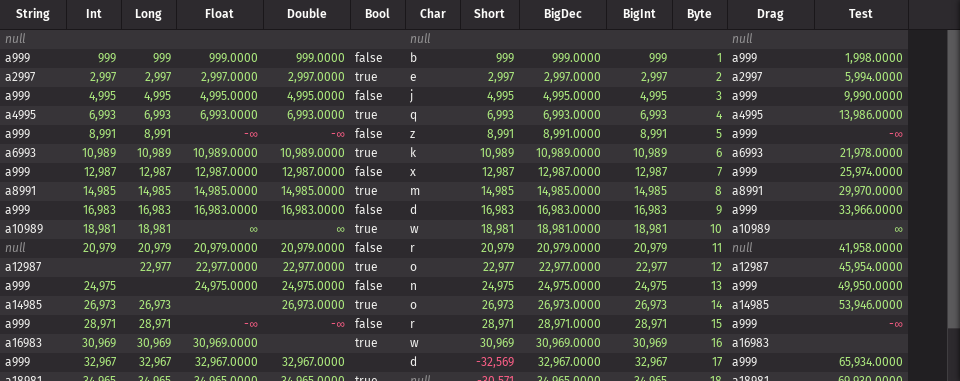 String Int Long Float Double Bool Char Short BigDec BigInt Byte Drag Test
null null null
a999 999 999 999.0000 999.0000 false b 999 999.0000 999 1 a999 1,998.0000
a2997 2,997 2,997 2,997.0000 2,997.0000 true e 2,997 2,997.0000 2,997 2 a2997 5,994.0000
a999 4,995 4,995 4,995.0000 4,995.0000 false j 4,995 4,995.0000 4,995 3 a999 9,990.0000
a4995 6,993 6,993 6,993.0000 6,993.0000 true q 6,993 6,993.0000 6,993 4 a4995 13,986.0000
a999 8,991 8,991 -∞ -∞ false z 8,991 8,991.0000 8,991 5 a999 -∞
a6993 10,989 10,989 10,989.0000 10,989.0000 true k 10,989 10,989.0000 10,989 6 a6993 21,978.0000
a999 12,987 12,987 12,987.0000 12,987.0000 false x 12,987 12,987.0000 12,987 7 a999 25,974.0000
a8991 14,985 14,985 14,985.0000 14,985.0000 true m 14,985 14,985.0000 14,985 8 a8991 29,970.0000
a999 16,983 16,983 16,983.0000 16,983.0000 false d 16,983 16,983.0000 16,983 9 a999 33,966.0000
a10989 18,981 18,981 ∞ ∞ true w 18,981 18,981.0000 18,981 10 a10989 ∞
null 20,979 20,979 20,979.0000 20,979.0000 false r 20,979 20,979.0000 20,979 11 null 41,958.0000
a12987 22,977 22,977.0000 22,977.0000 true o 22,977 22,977.0000 22,977 12 a12987 45,954.0000
a999 24,975 24,975.0000 24,975.0000 false n 24,975 24,975.0000 24,975 13 a999 49,950.0000
a14985 26,973 26,973 26,973.0000 true o 26,973 26,973.0000 26,973 14 a14985 53,946.0000
a999 28,971 28,971 -∞ -∞ false r 28,971 28,971.0000 28,971 15 a999 -∞
a16983 30,969 30,969 30,969.0000 true w 30,969 30,969.0000 30,969 16 a16983
a999 32,967 32,967 32,967.0000 32,967.0000 d -32,569 32,967.0000 32,967 17 a999 65,934.0000
a18981 34,965 34,965 34,965.0000 34,965.0000 true null -30,571 34,965.0000 34,965 18 a18981 69,930.0000